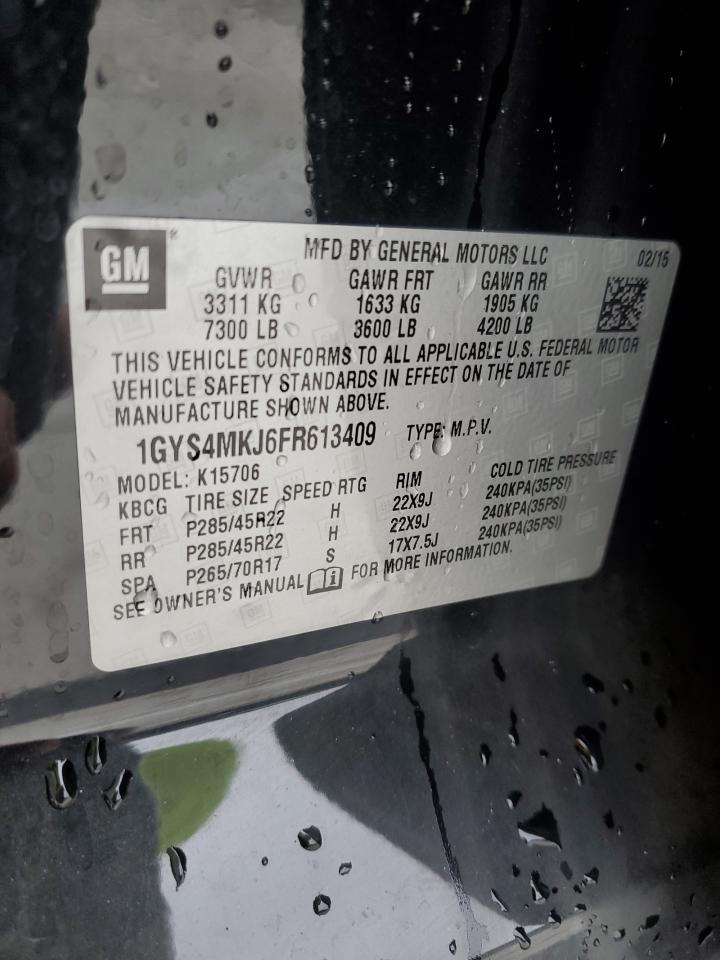 GM®
MFD BY GENERAL MOTORS LLC 02/15
GVWR GAWR FRT GAWR RR
3311 KG 1633 KG 1905 KG
7300 LB 3600 LB 4200 LB
THIS VEHICLE CONFORMS TO ALL APPLICABLE U.S. FEDERAL MOTOR
VEHICLE SAFETY STANDARDS IN EFFECT ON THE DATE OF
MANUFACTURE SHOWN ABOVE.
1GYS4MKJ6FR613409 TYPE: M.P.V.
MODEL: K15706
KBCG TIRE SIZE SPEED RTG RIM COLD TIRE PRESSURE
FRT P285/45R22 H 22X9J 240KPA(35PSI)
RR P285/45R22 H 22X9J 240KPA(35PSI)
SPA P265/70R17 S 17X7.5J 240KPA(35PSI)
SEE OWNER'S MANUAL FOR MORE INFORMATION.